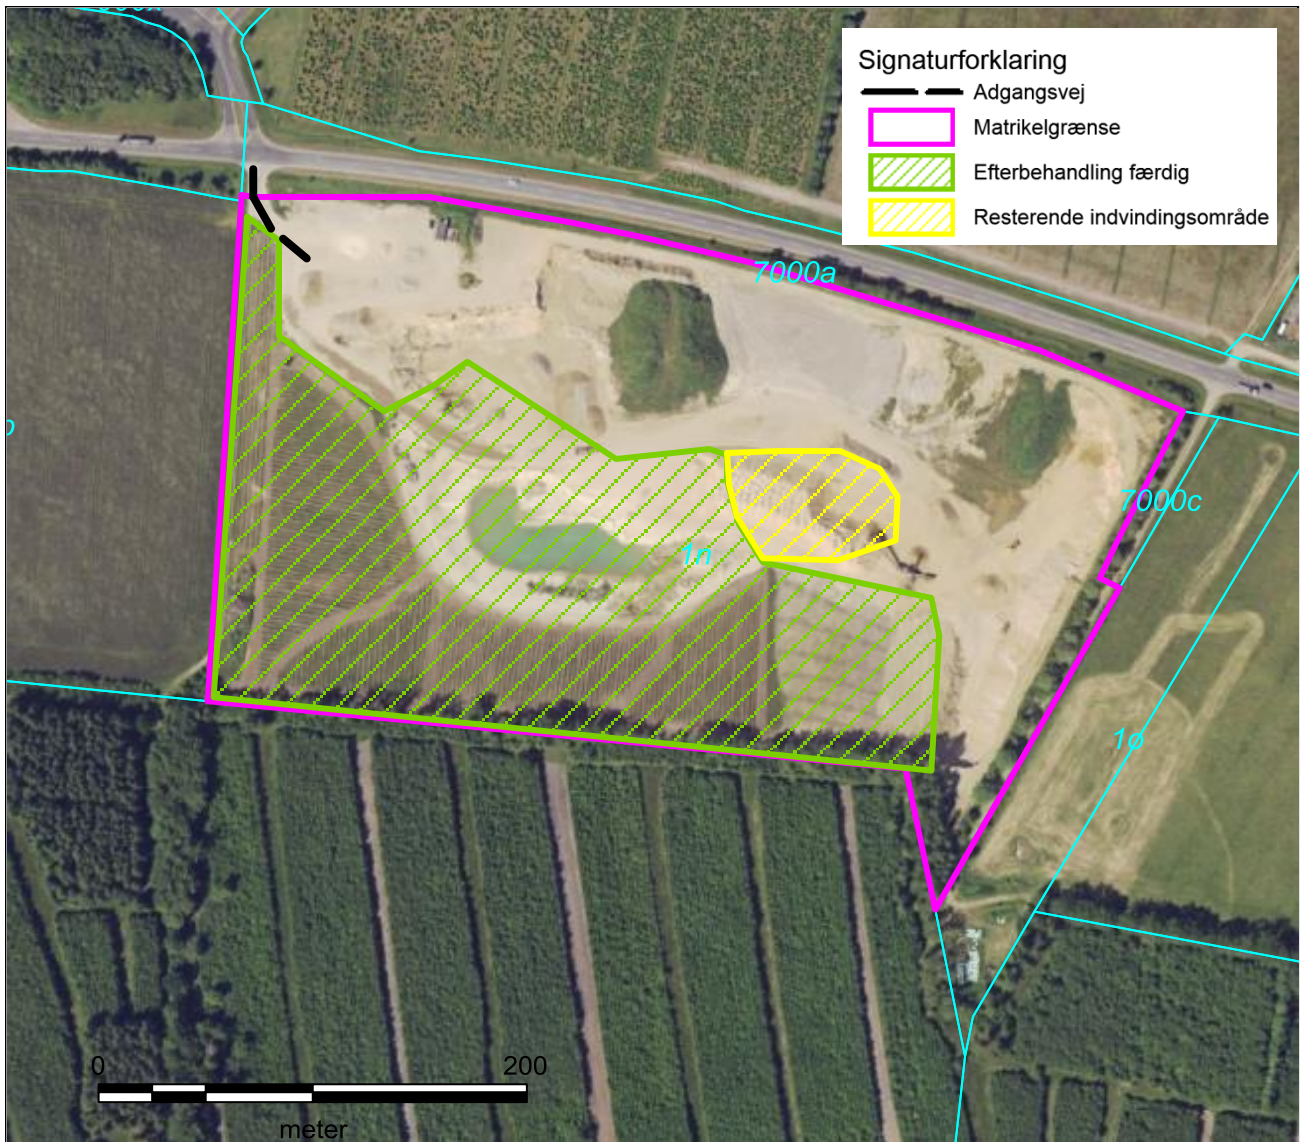 Signaturforklaring
Adgangsvej
Matrikelgrænse
Efterbehandling færdig
Resterende indvindingsområde
7000a
7000c
1n
1o
0 200
meter